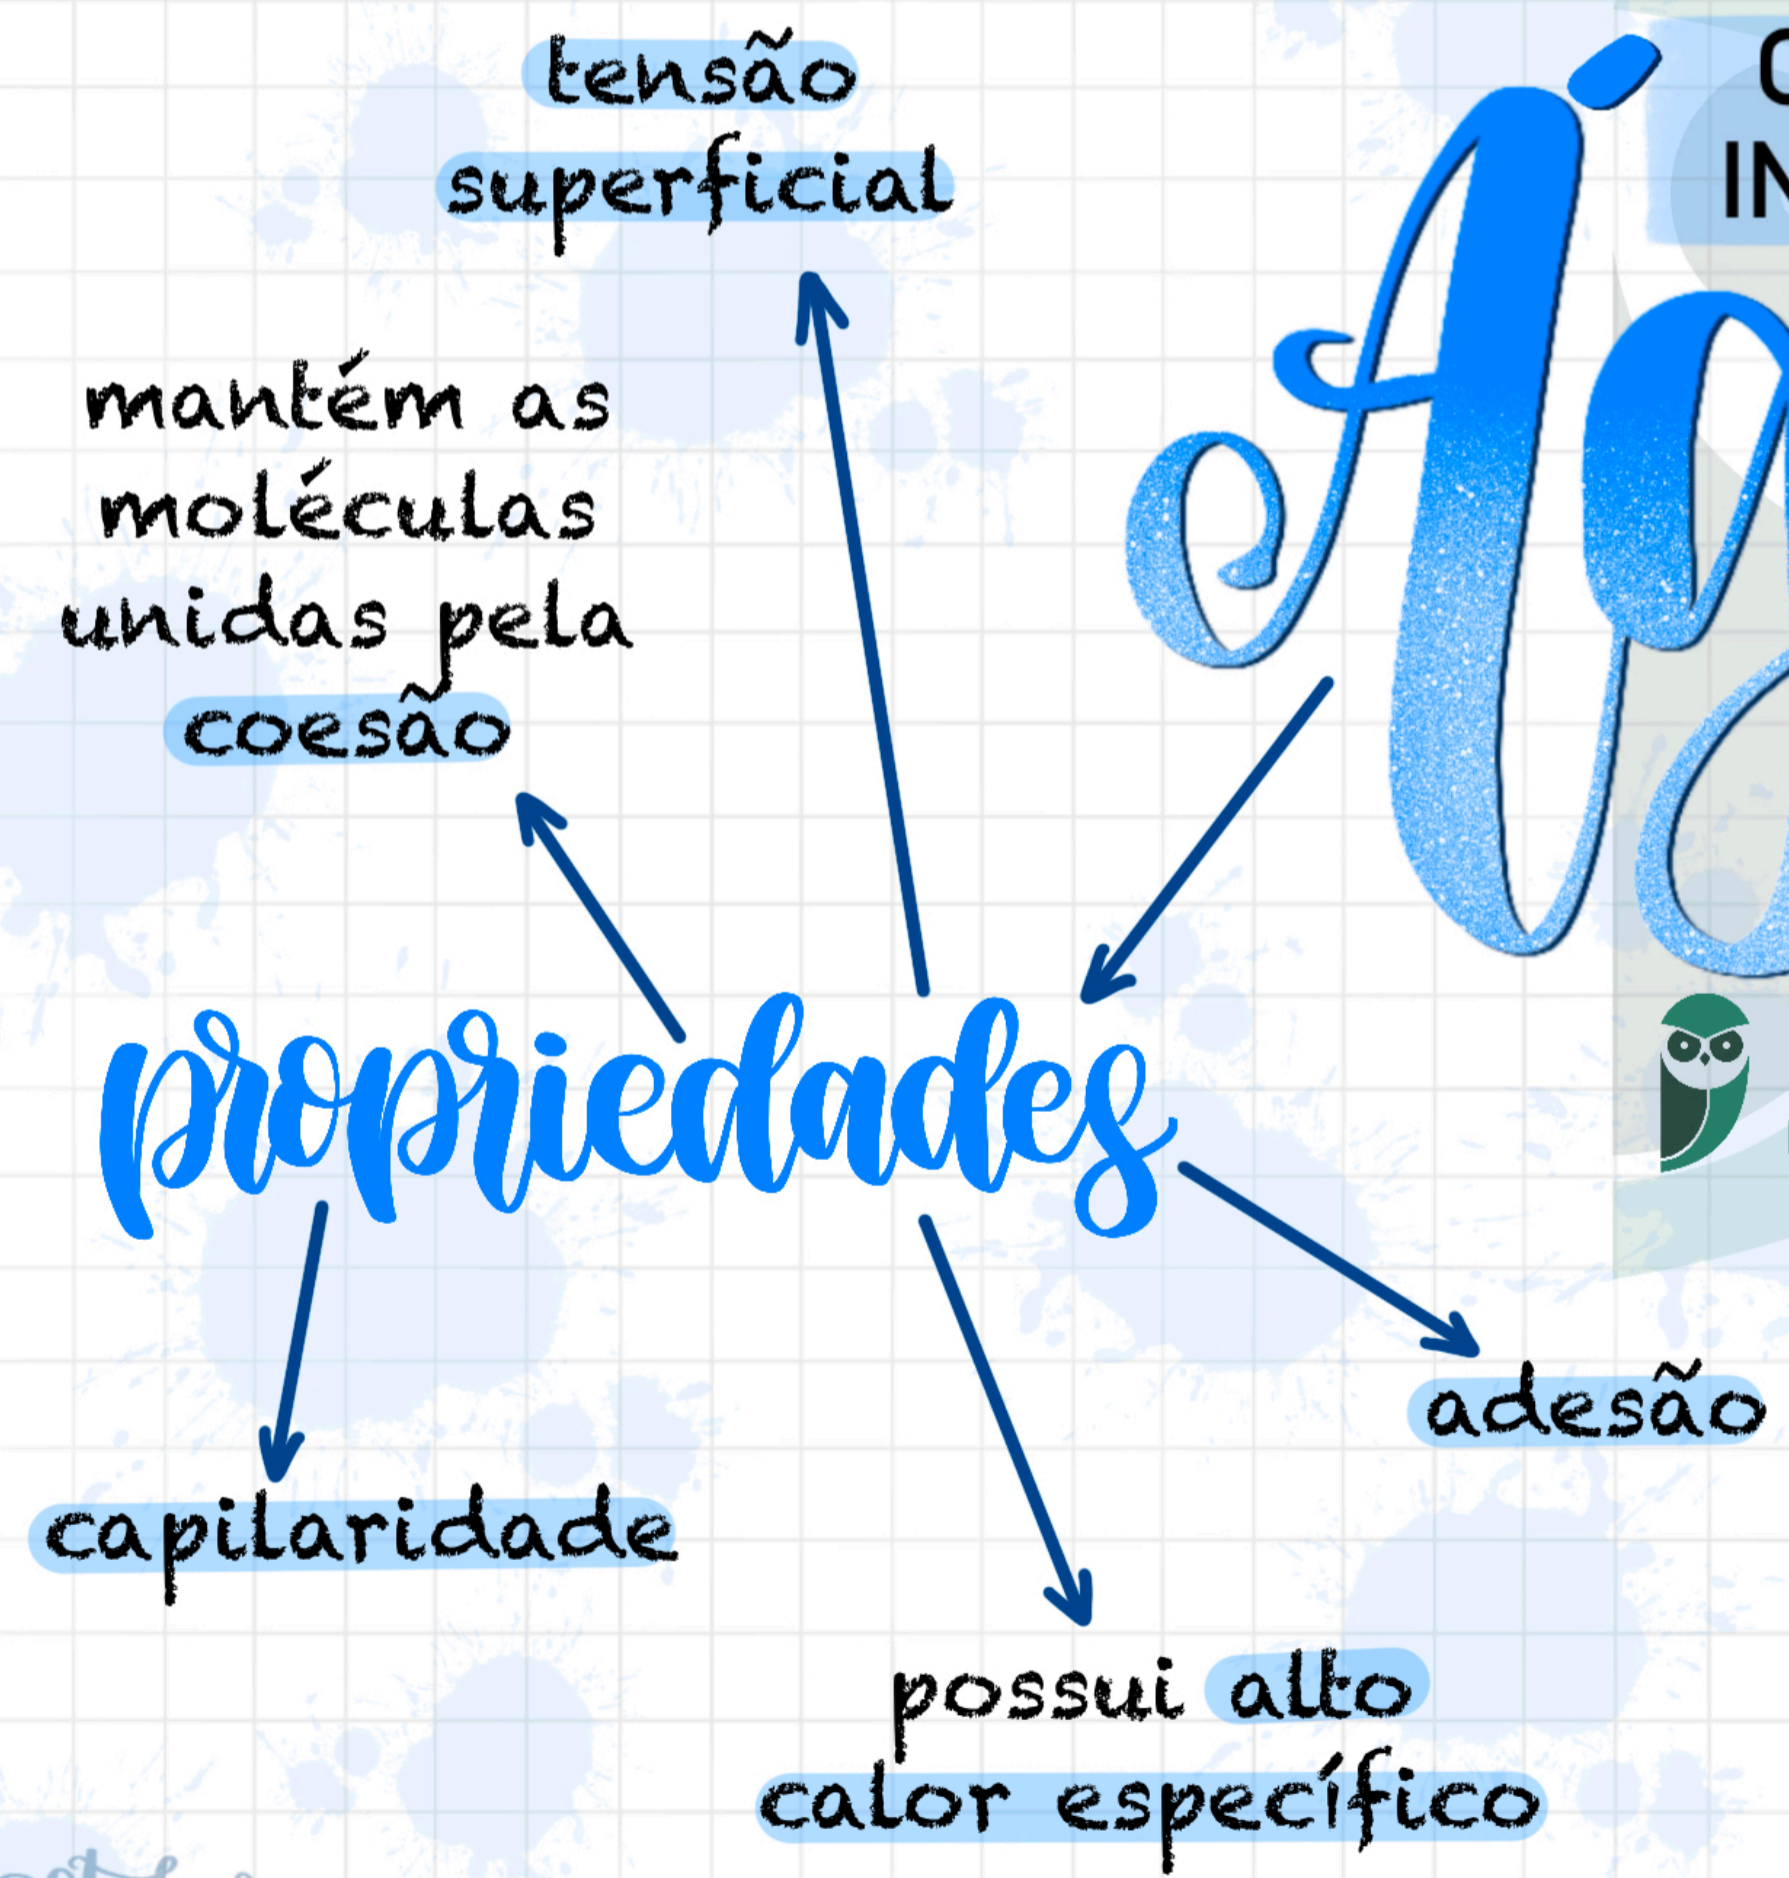 tensão
superficial
mantém as
moléculas
unidas pela
coesão
propriedades
adesão
capilaridade
possui alto
calor específico